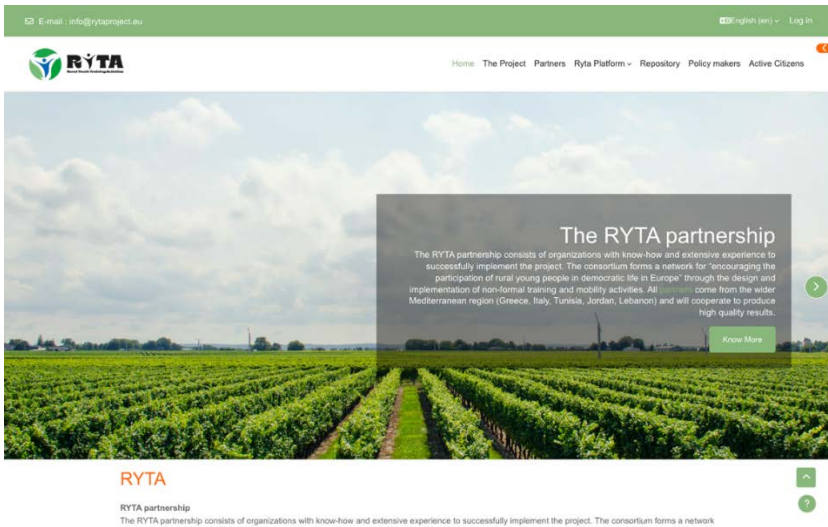 E-mail : info@rytaproject.eu
English (en)
Log in
RYTA
Home The Project Partners Ryta Platform Repository Policy makers Active Citizens
The RYTA partnership
The RYTA partnership consists of organizations with know-how and extensive experience to
successfully implement the project. The consortium forms a network for "encouraging the
participation of rural young people in democratic life in Europe" through the design and
implementation of non-formal training and mobility activities. All partners come from the wider
Mediterranean region (Greece, Italy, Tunisia, Jordan, Lebanon) and will cooperate to produce
high quality results.
Know More
RYTA
RYTA partnership
The RYTA partnership consists of organizations with know-how and extensive experience to successfully implement the project. The consortium forms a network
?